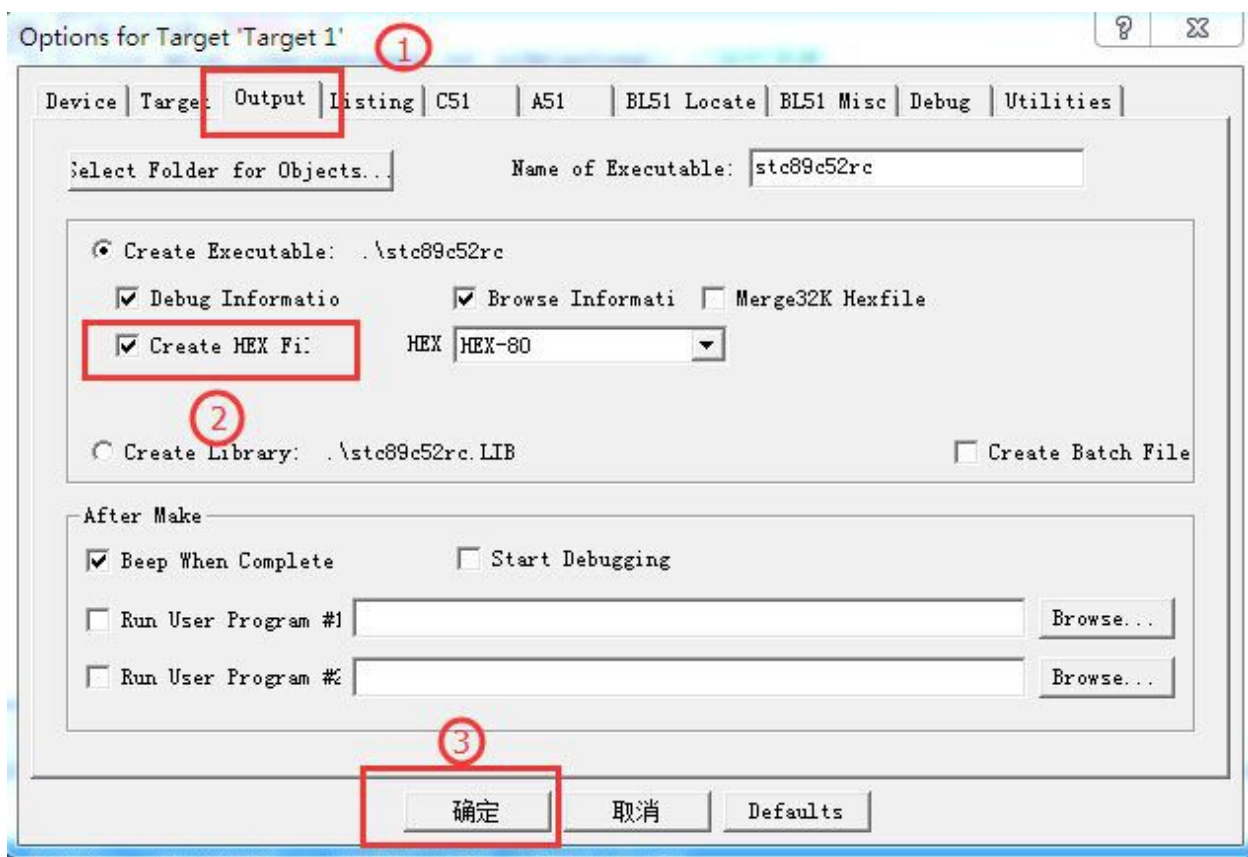 Options for Target 'Target 1'
①
Device Targe Output Listing C51 A51 BL51 Locate BL51 Misc Debug Utilities
Select Folder for Objects... Name of Executable: stc89c52rc
Create Executable: .\stc89c52rc
Debug Informatio Browse Informati Merge32K Hexfile
Create HEX Fi HEX HEX-80
②
Create Library: .\stc89c52rc.LIB Create Batch File
After Make
Beep When Complete Start Debugging
Run User Program #1 Browse...
Run User Program #2 Browse...
③
确定 取消 Defaults